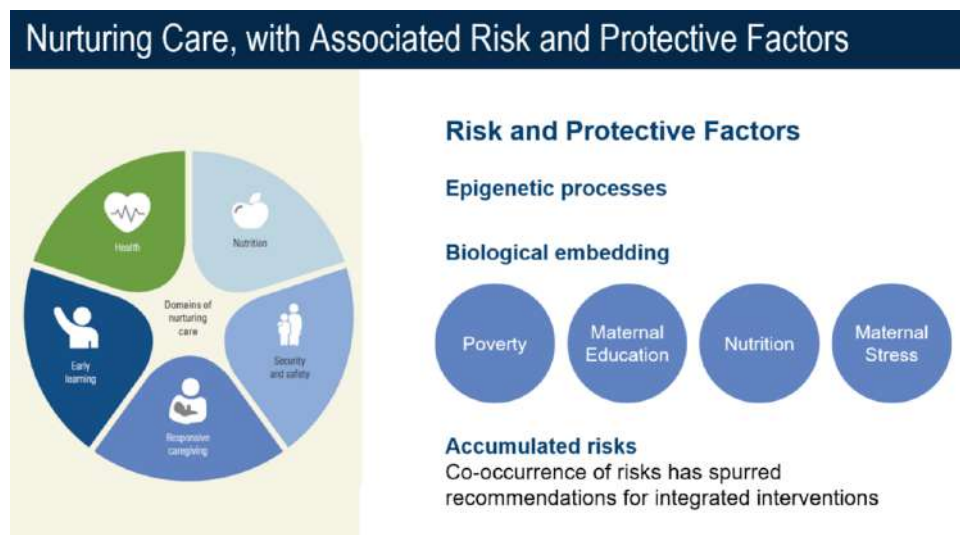 Nurturing Care, with Associated Risk and Protective Factors
Health
Nutrition
Domains of
nurturing
care
Early
learning
Security
and safety
Responsive
caregiving
Risk and Protective Factors
Epigenetic processes
Biological embedding
Poverty
Maternal
Education
Nutrition
Maternal
Stress
Accumulated risks
Co-occurrence of risks has spurred
recommendations for integrated interventions